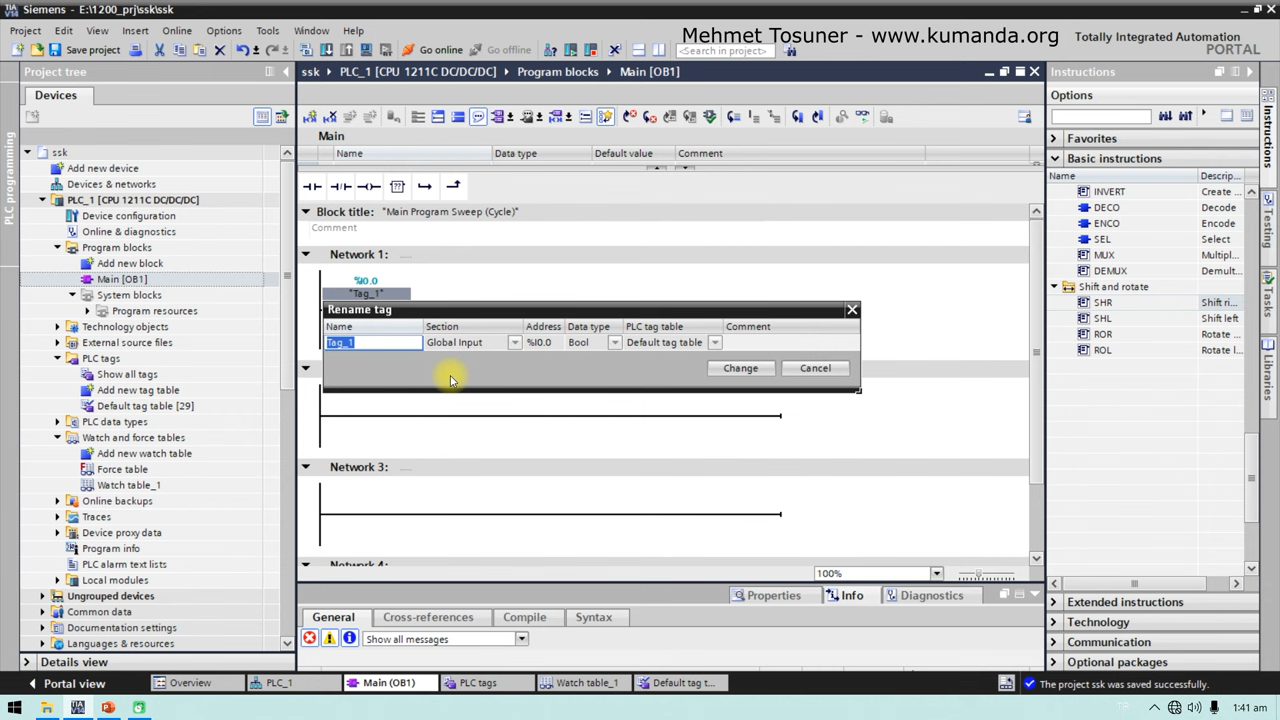 Siemens - E:\1200_prj\ssk\ssk
Project Edit View Insert Online Options Tools Window Help
Mehmet Tosuner - www.kumanda.org
Totally Integrated Automation
PORTAL
Save project Go online Go offline <Search in project>
Project tree
ssk PLC_1 [CPU 1211C DC/DC/DC] Program blocks Main [OB1]
Instructions
Devices
Options
ssk
Add new device
Devices & networks
PLC_1 [CPU 1211C DC/DC/DC]
Device configuration
Online & diagnostics
Program blocks
Add new block
Main [OB1]
System blocks
Program resources
Technology objects
External source files
PLC tags
Show all tags
Add new tag table
Default tag table [29]
PLC data types
Watch and force tables
Add new watch table
Force table
Watch table_1
Online backups
Traces
Device proxy data
Program info
PLC alarm text lists
Local modules
Ungrouped devices
Common data
Documentation settings
Languages & resources
Details view
PLC programming
Main
Name Data type Default value Comment
Block title: "Main Program Sweep (Cycle)"
Comment
Network 1:
%I0.0
"Tag_1"
Rename tag
Name Section Address Data type PLC tag table Comment
Tag_1 Global Input %I0.0 Bool Default tag table
Change Cancel
Network 3:
Network 4:
100%
Properties Info Diagnostics
General Cross-references Compile Syntax
Show all messages
Favorites
Basic instructions
Name Descrip...
INVERT Create ...
DECO Decode
ENCO Encode
SEL Select
MUX Multipl...
DEMUX Demult...
Shift and rotate
SHR Shift ri...
SHL Shift left
ROR Rotate ...
ROL Rotate l...
Extended instructions
Technology
Communication
Optional packages
Instructions
Testing
Tasks
Libraries
Portal view Overview PLC_1 Main (OB1) PLC tags Watch table_1 Default tag t...
The project ssk was saved successfully.
1:41 am